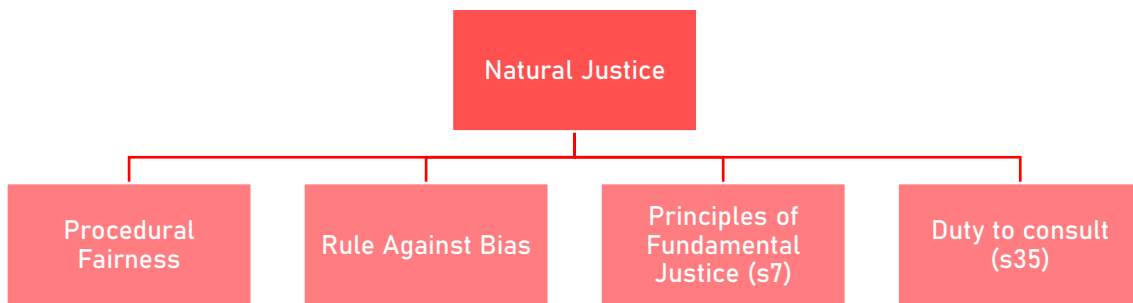 Natural Justice
Procedural
Fairness
Rule Against Bias
Principles of
Fundamental
Justice (s7)
Duty to consult
(s35)